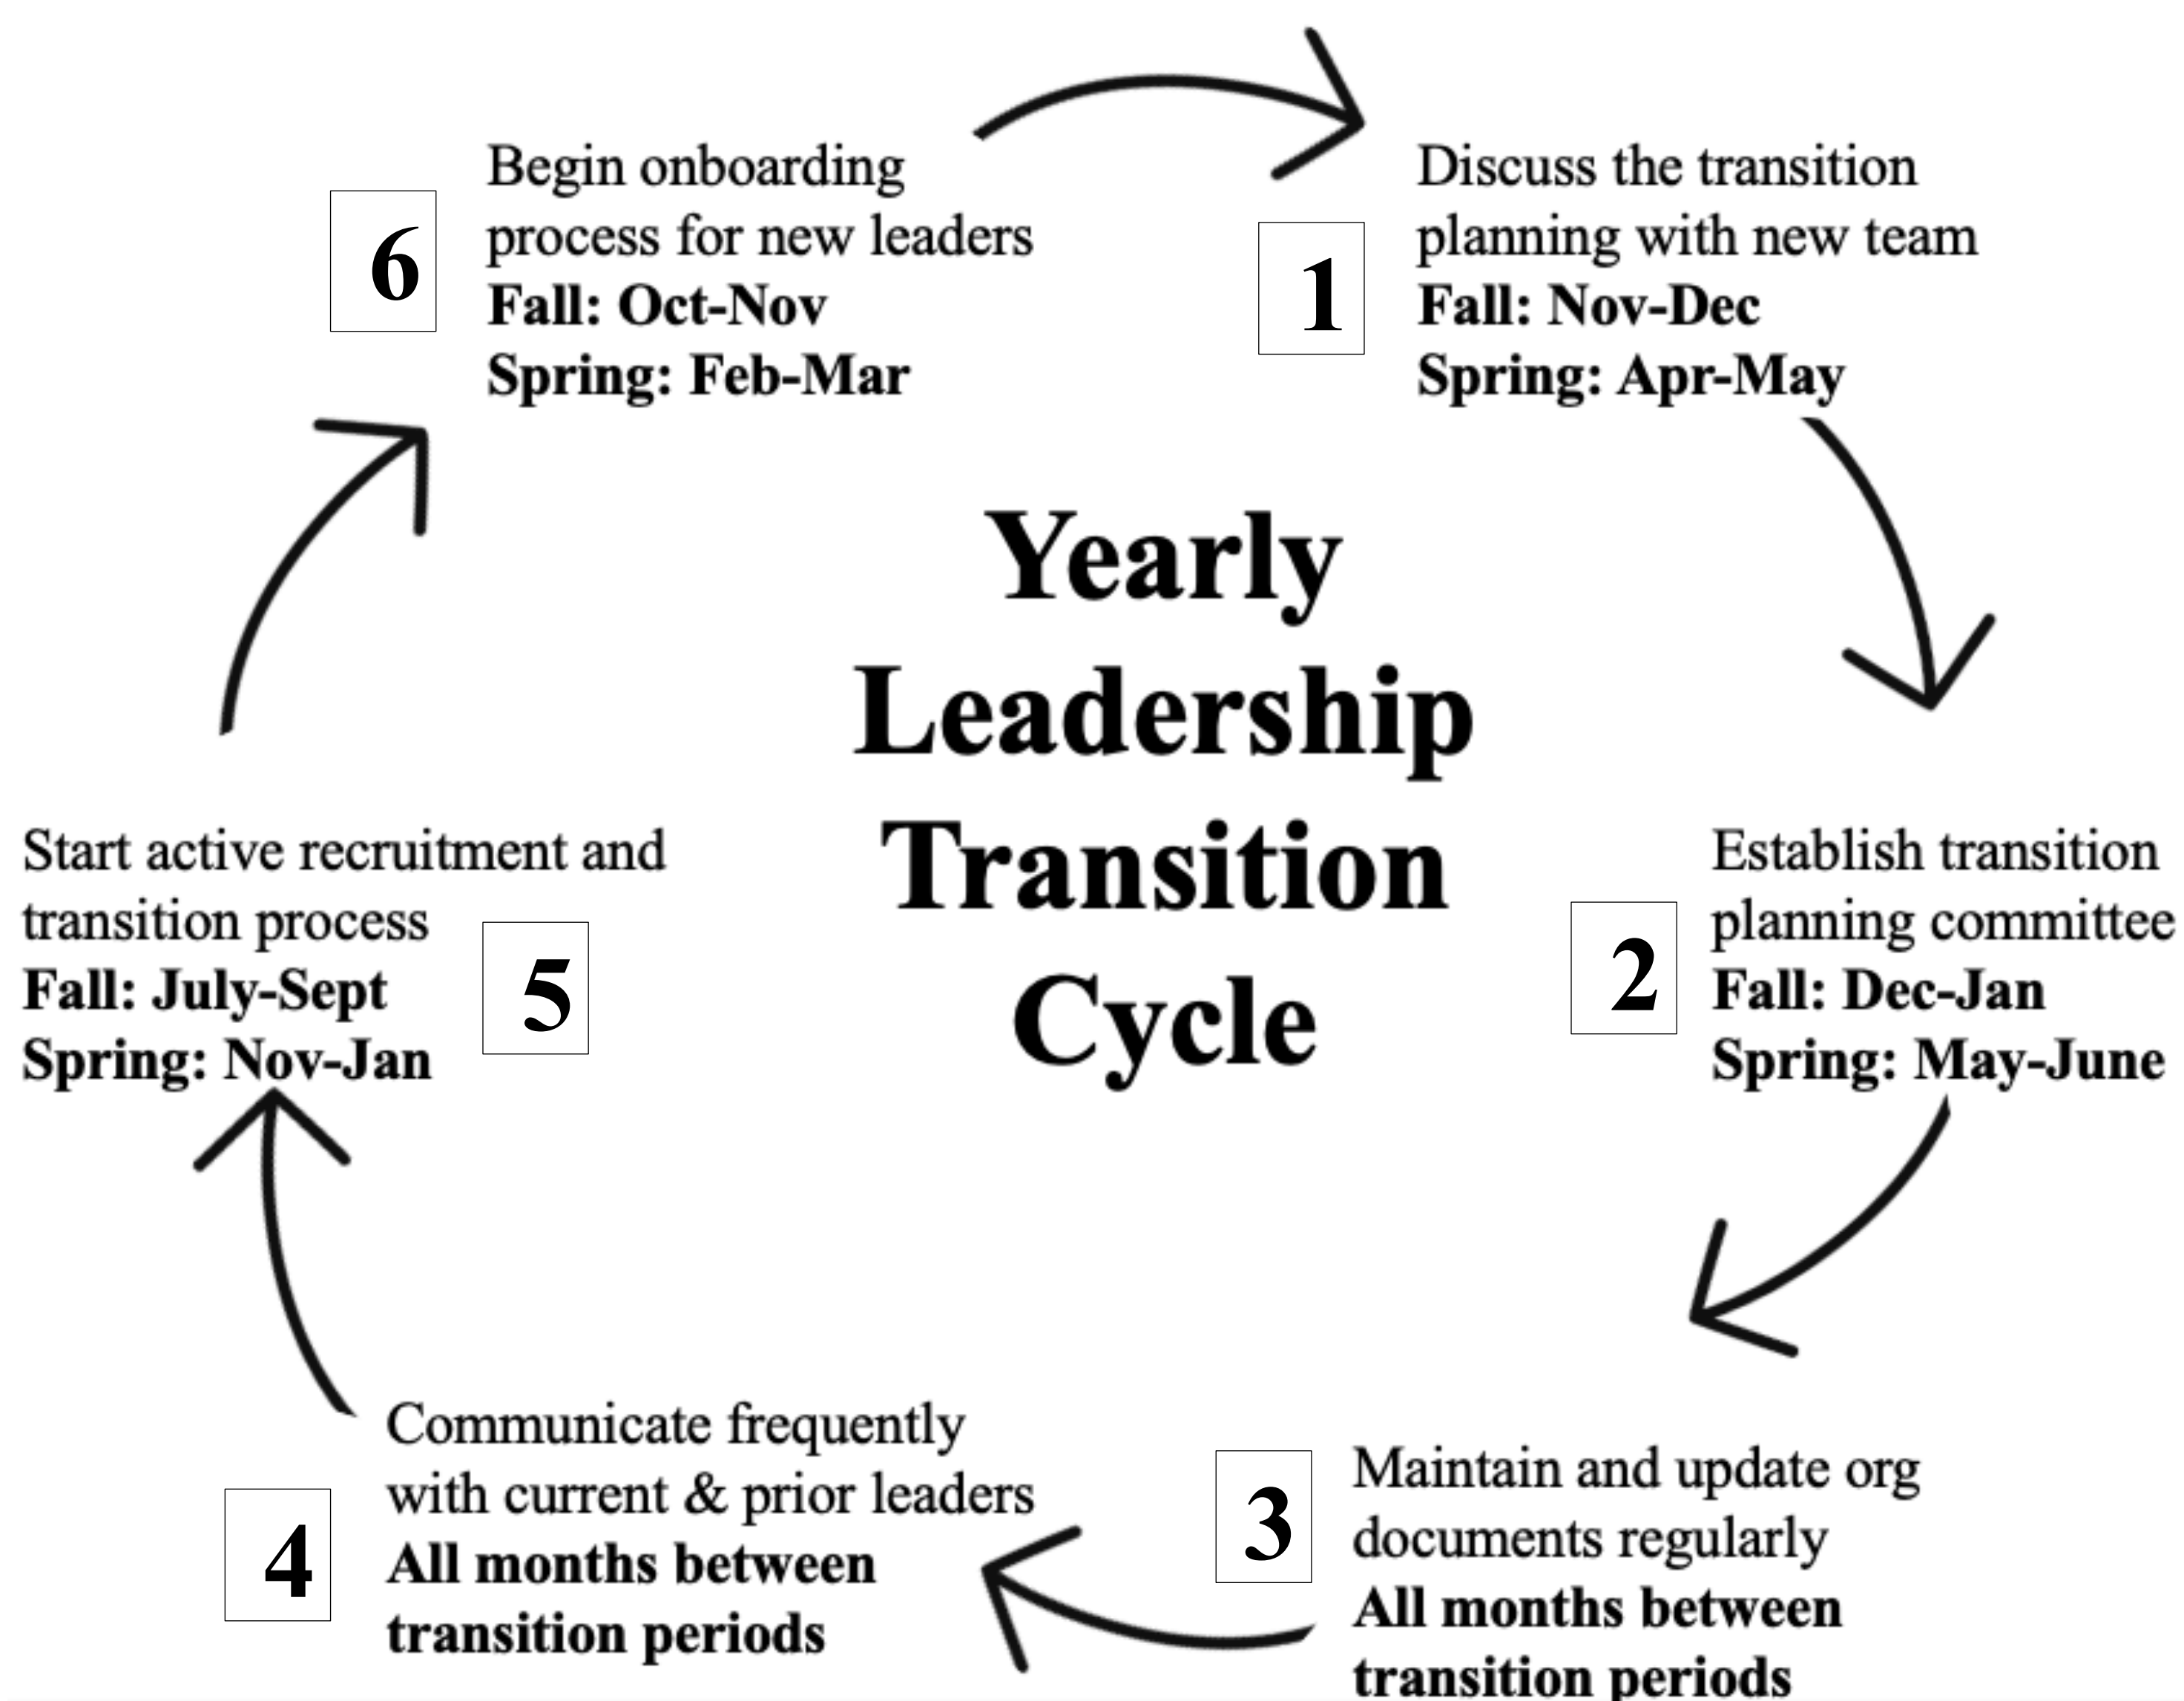 Yearly
Leadership
Transition
Cycle
1
Discuss the transition
planning with new team
Fall: Nov-Dec
Spring: Apr-May
2
Establish transition
planning committee
Fall: Dec-Jan
Spring: May-June
3
Maintain and update org
documents regularly
All months between
transition periods
4
Communicate frequently
with current & prior leaders
All months between
transition periods
5
Start active recruitment and
transition process
Fall: July-Sept
Spring: Nov-Jan
6
Begin onboarding
process for new leaders
Fall: Oct-Nov
Spring: Feb-Mar